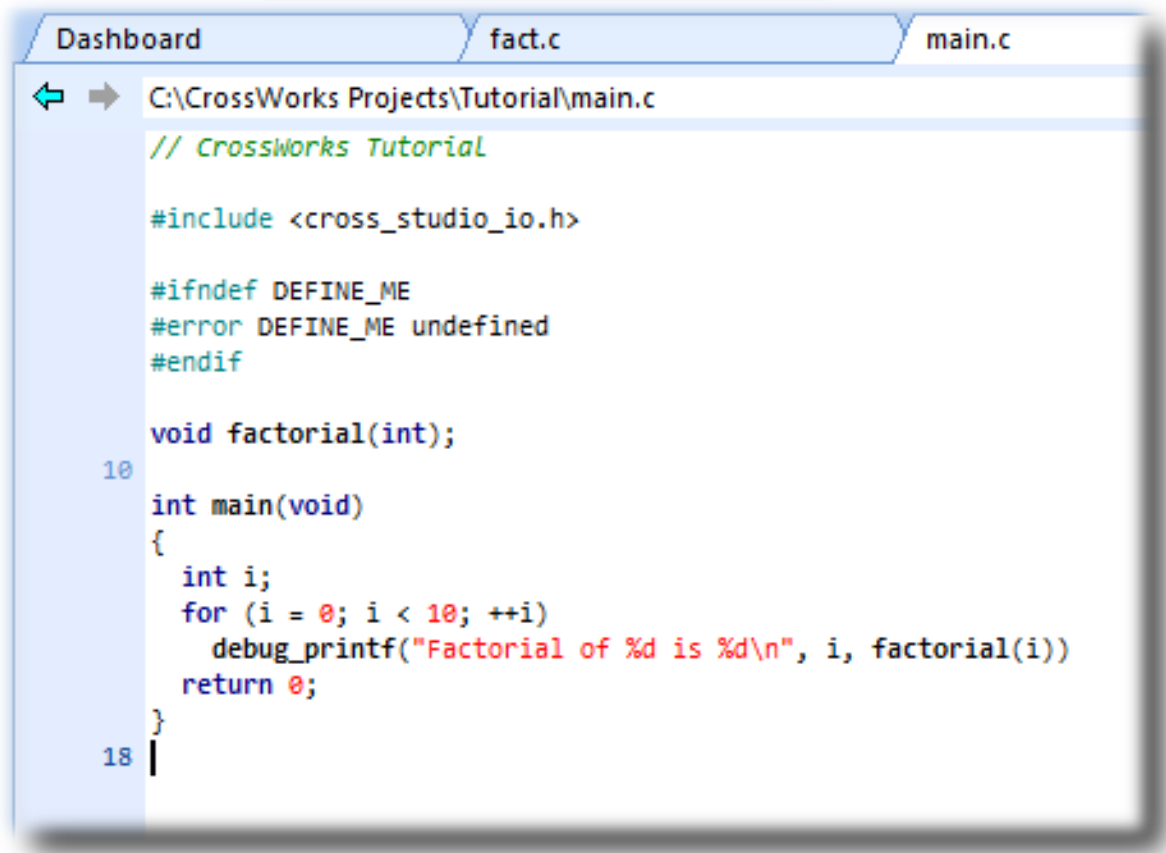 Dashboard fact.c main.c
C:\CrossWorks Projects\Tutorial\main.c
// CrossWorks Tutorial
#include <cross_studio_io.h>
#ifndef DEFINE_ME
#error DEFINE_ME undefined
#endif
void factorial(int);
10
int main(void)
{
int i;
for (i = 0; i < 10; ++i)
debug_printf("Factorial of %d is %d\n", i, factorial(i))
return 0;
}
18